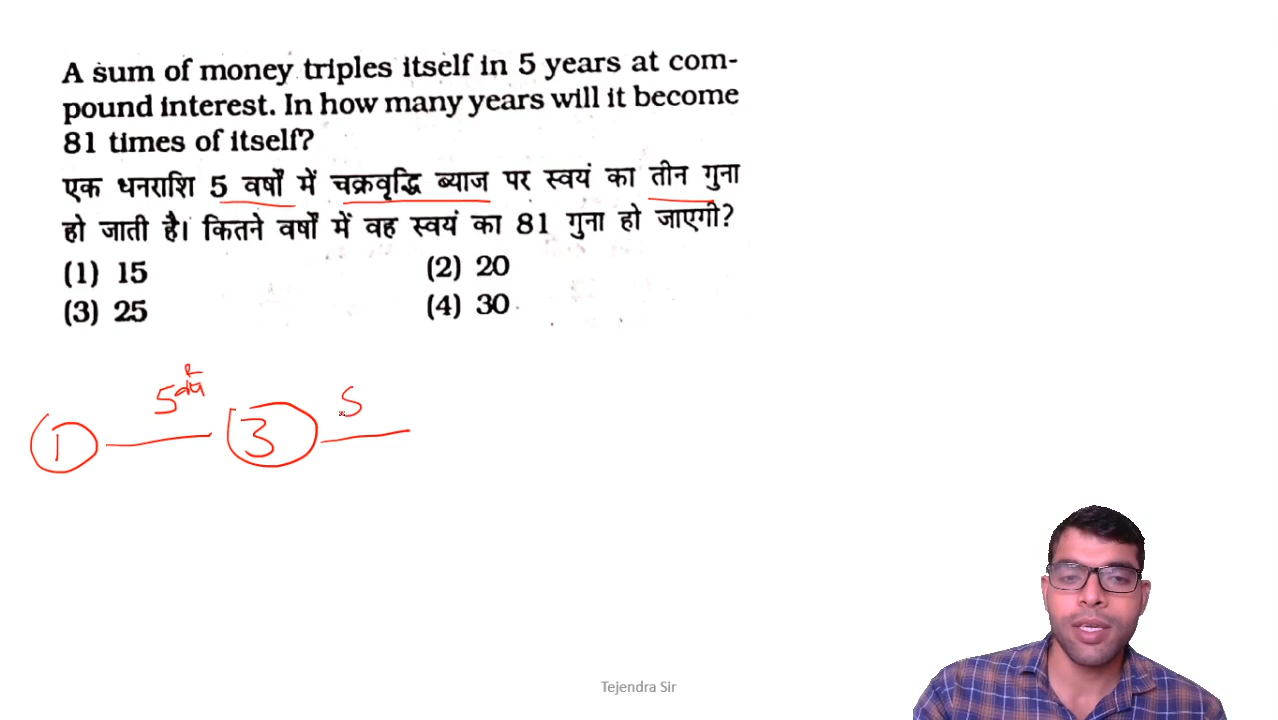 A sum of money triples itself in 5 years at com-
pound interest. In how many years will it become
81 times of itself?
एक धनराशि 5 वर्षों में चक्रवृद्धि ब्याज पर स्वयं का तीन गुना
हो जाती है। कितने वर्षों में वह स्वयं का 81 गुना हो जाएगी?
(1) 15 (2) 20
(3) 25 (4) 30
5 वर्ष 5
1 3
Tejendra Sir